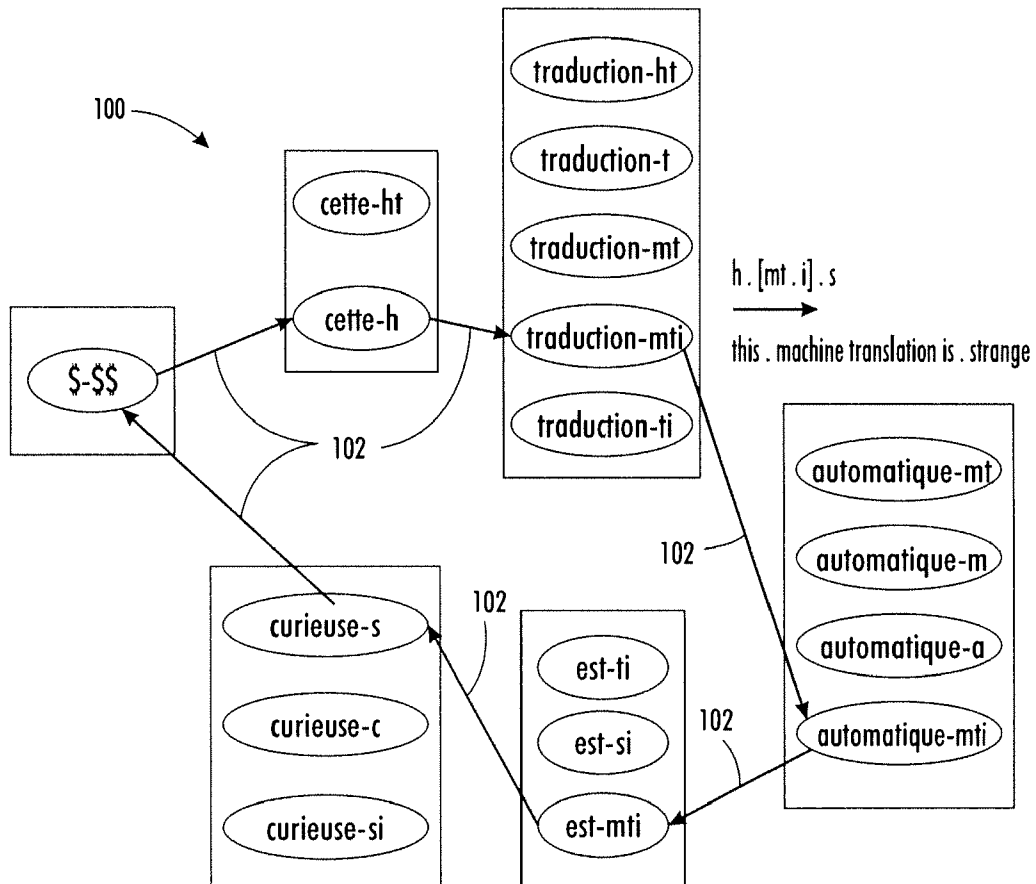 100
traduction-ht
traduction-t
traduction-mt
traduction-mti
traduction-ti
cette-ht
cette-h
$-$$
h . [mt . i] . s
this . machine translation is . strange
102
automatique-mt
automatique-m
automatique-a
automatique-mti
102
102
102
est-ti
est-si
est-mti
curieuse-s
curieuse-c
curieuse-si